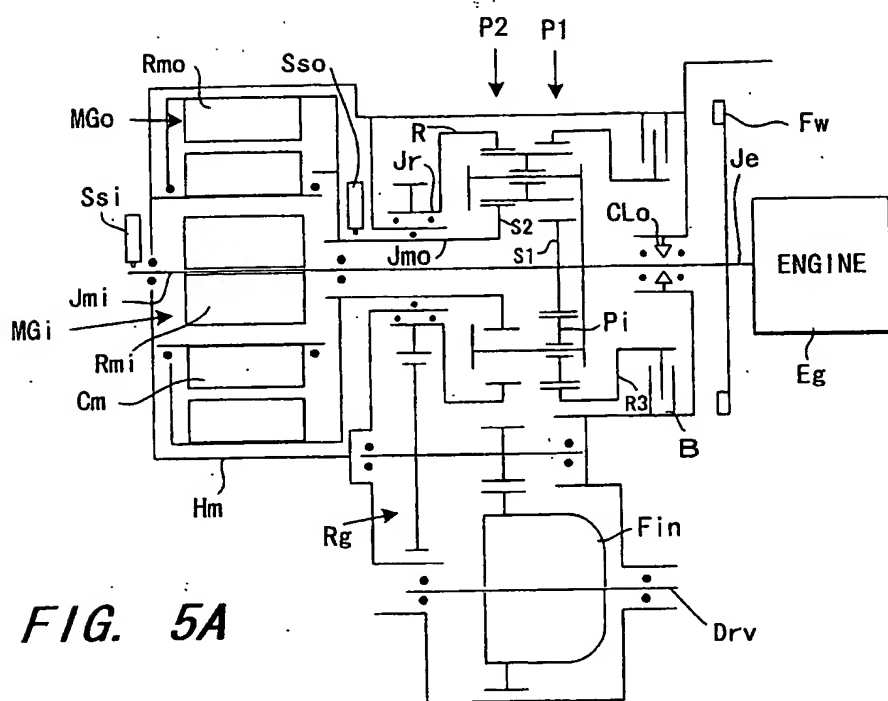 P2 P1
Rmo
Sso
MGo
R
Jr
Fw
Je
Ssi
CLo
S2
S1
Jmo
ENGINE
Jmi
MGi
Pi
Rmi
Eg
Cm
R3
B
Hm
Rg
Fin
Drv
FIG. 5A